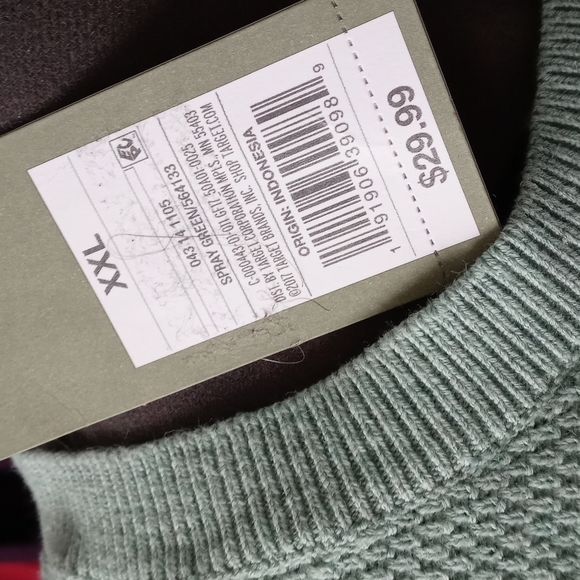 $29.99
1 91906 39098 9
ORIGIN: INDONESIA
©2017 TARGET BRANDS, INC. SHOP TARGET.COM
DIST. BY TARGET CORPORATION MPLS., MN 55403
SPRAY GREEN/564133
043 14 1105
XXL